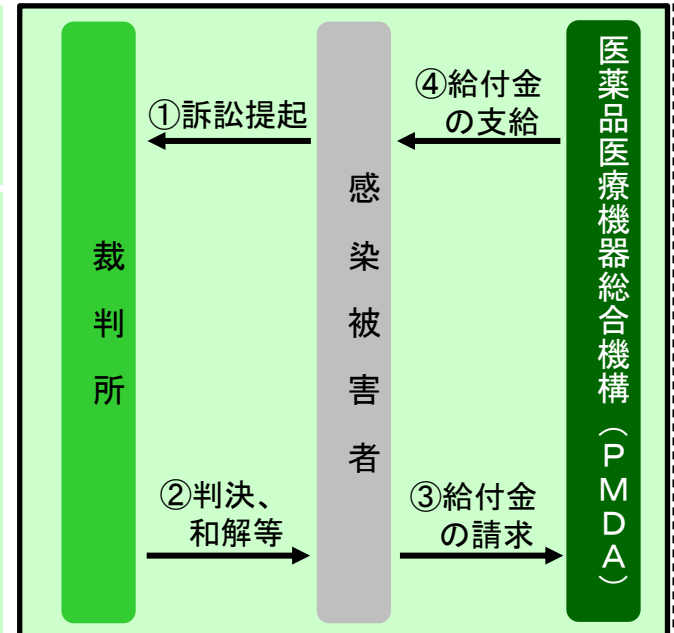 裁判所
①訴訟提起
②判決、
和解等
感染被害者
④給付金
の支給
③給付金
の請求
医薬品医療機器総合機構（ＰＭＤＡ）